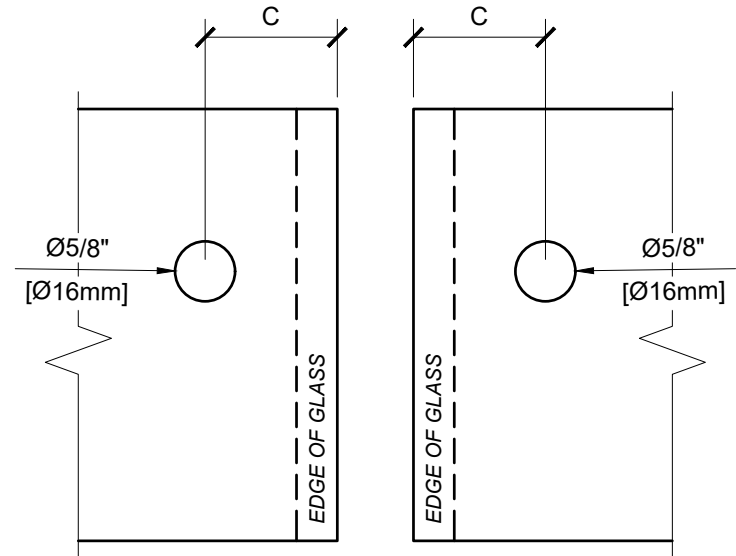 C
C
Ø5/8"
[Ø16mm]
Ø5/8"
[Ø16mm]
EDGE OF GLASS
EDGE OF GLASS